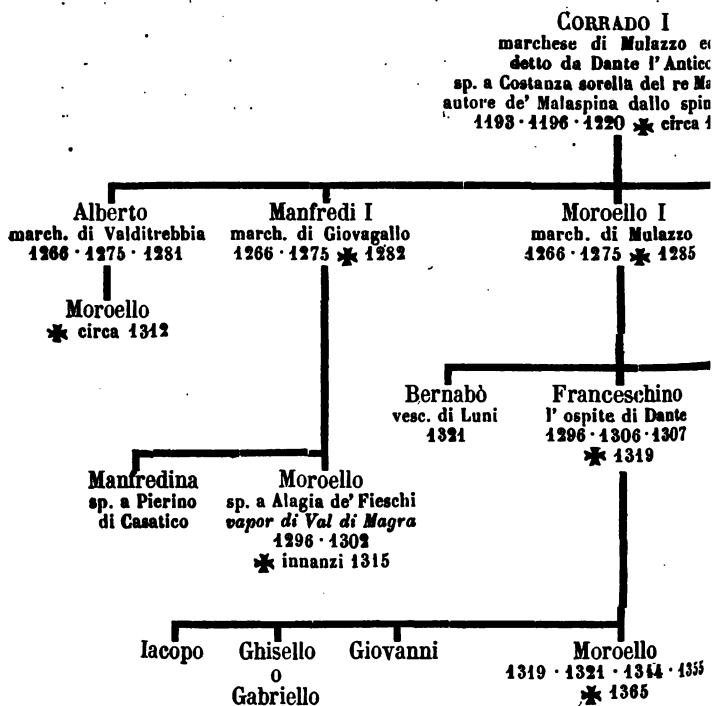 CORRADO I
marchese di Mulazzo
detto da Dante l'Antico
sp. a Costanza sorella del re
autore de' Malaspina dallo
1193 · 1196 · 1220 ✠ circa
Alberto
march. di Valditrebbia
1266 · 1275 · 1281
Manfredi I
march. di Giovagallo
1266 · 1275 ✠ 1282
Moroello I
march. di Mulazzo
1266 · 1275 ✠ 1285
Moroello
✠ circa 1312
Bernabò
vesc. di Luni
1321
Franceschino
l'ospite di Dante
1296 · 1306 · 1307
✠ 1319
Manfredina
sp. a Pierino
di Casatico
Moroello
sp. a Alagia de' Fieschi
vapor di Val di Magra
1296 · 1302
✠ innanzi 1315
Iacopo
Ghisello
o
Gabriello
Giovanni
Moroello
1319 · 1321 · 1344 · 1355
✠ 1365